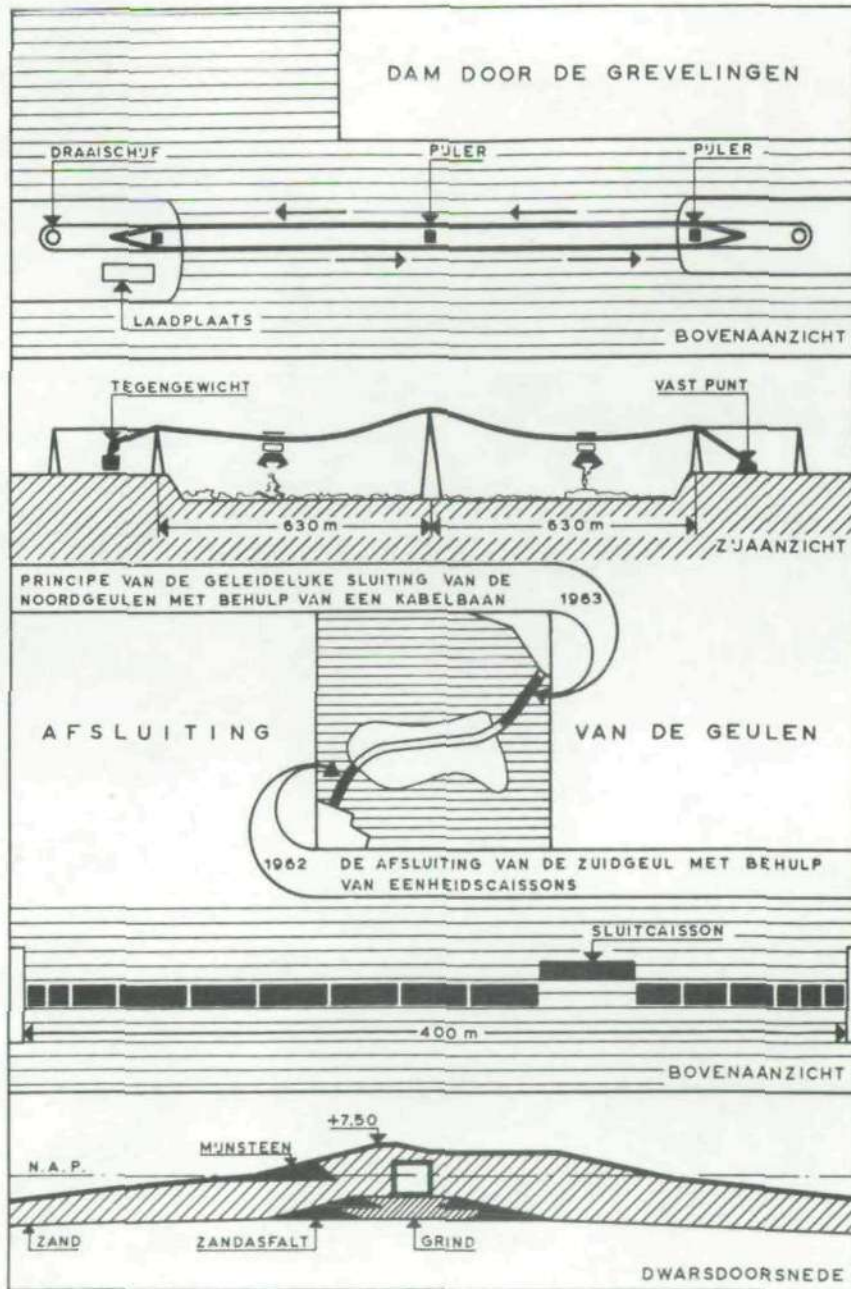 DAM DOOR DE GREVELINGEN
DRAAISCHIJF
PIJLER
PIJLER
LAADPLAATS
BOVENAANZICHT
TEGENGEWICHT
VAST PUNT
630 m
630 m
ZIJAANZICHT
PRINCIPE VAN DE GELEIDELIJKE SLUITING VAN DE
NOORDGEULEN MET BEHULP VAN EEN KABELBAAN
1963
AFSLUITING
VAN DE GEULEN
1962
DE AFSLUITING VAN DE ZUIDGEUL MET BEHULP
VAN EENHEIDSCAISSONS
SLUITCAISSON
400 m
BOVENAANZICHT
+7.50
MIJNSTEEN
N.A.P.
ZAND
ZANDASFALT
GRIND
DWARSDOORSNEDE